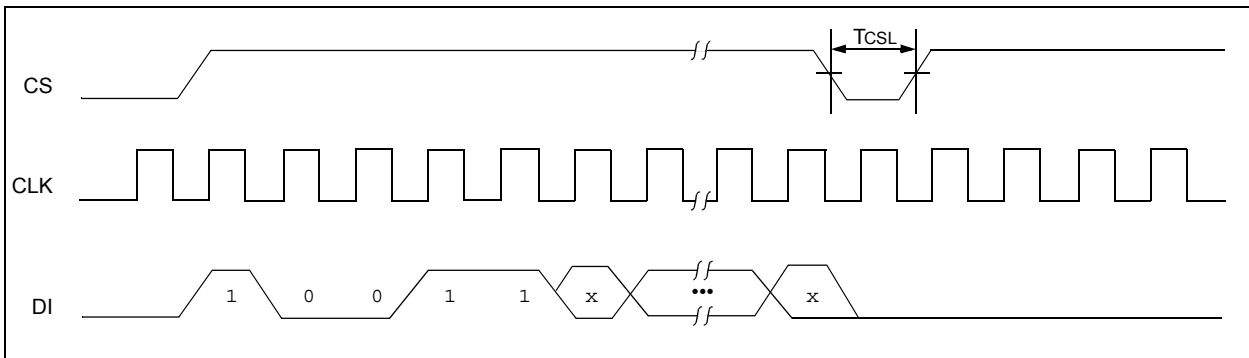 TCSL
CS
CLK
DI
1 0 0 1 1 x ••• x